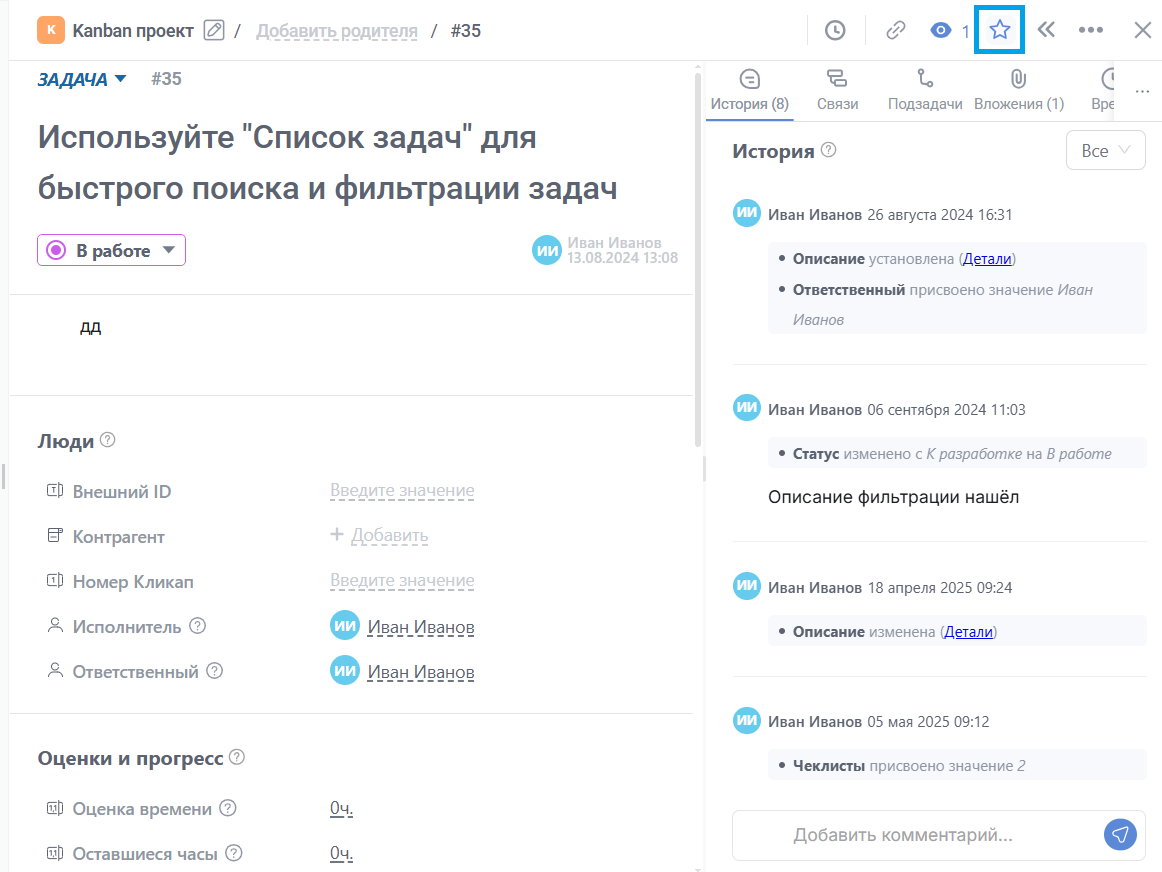 K Kanban проект / Добавить родителя / #35
1
ЗАДАЧА #35
Используйте "Список задач" для
быстрого поиска и фильтрации задач
В работе
ИИ Иван Иванов
13.08.2024 13:08
дд
Люди
Внешний ID Введите значение
Контрагент + Добавить
Номер Кликап Введите значение
Исполнитель ИИ Иван Иванов
Ответственный ИИ Иван Иванов
Оценки и прогресс
Оценка времени 0ч.
Оставшиеся часы 0ч.
История (8) Связи Подзадачи Вложения (1) Вре ...
История Все
ИИ Иван Иванов 26 августа 2024 16:31
• Описание установлена (Детали)
• Ответственный присвоено значение Иван
Иванов
ИИ Иван Иванов 06 сентября 2024 11:03
• Статус изменено с К разработке на В работе
Описание фильтрации нашёл
ИИ Иван Иванов 18 апреля 2025 09:24
• Описание изменена (Детали)
ИИ Иван Иванов 05 мая 2025 09:12
• Чеклисты присвоено значение 2
Добавить комментарий...